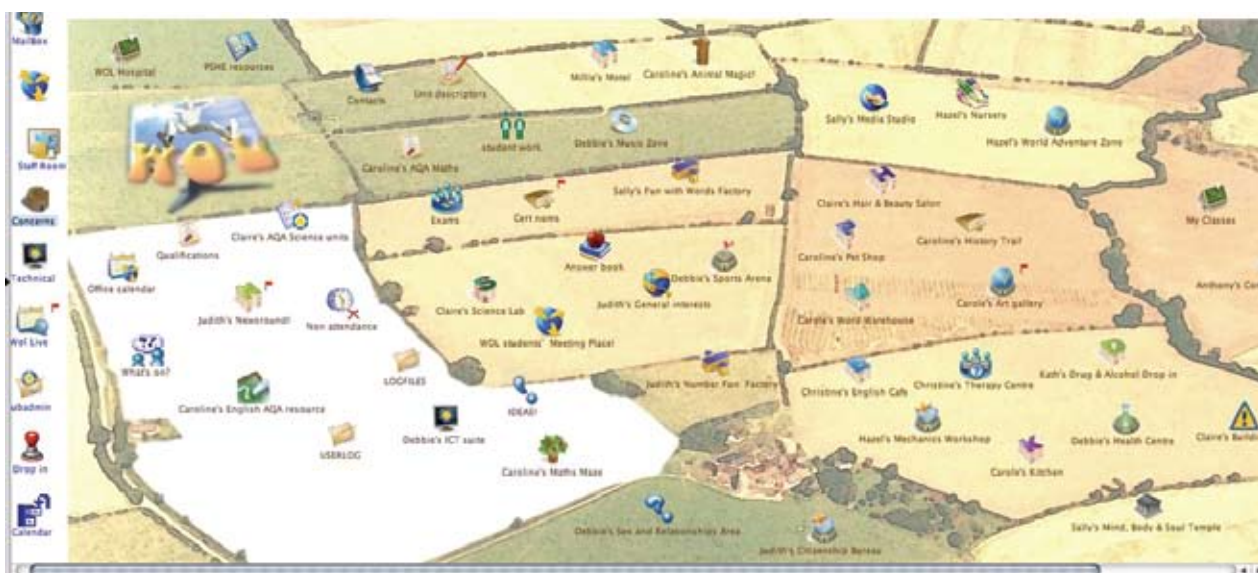 MailBox
Staff Room
Concerns
Technical
Wol Live
ubadmin
Drop in
Calendar
WOL Hospital
PSHE resources
WOL
Contacts
Unit descriptors
Millie's Motel
Caroline's Animal Magic!
Caroline's AQA Maths
student work
Debbie's Music Zone
Sally's Media Studio
Hazel's Nursery
Hazel's World Adventure Zone
Exams
Cert noms
Sally's Fun with Words Factory
Claire's Hair & Beauty Salon
Caroline's History Trail
My Classes
Caroline's Pet Shop
Carole's Art gallery
Anthony's Co
Carole's World Warehouse
Qualifications
Claire's AQA Science units
Office calendar
Judith's Newsround!
Non attendance
What's on?
Caroline's English AQA resource
LOGFILES
USERLOG
Debbie's ICT suite
IDEAS!
Caroline's Maths Maze
Answer book
Debbie's Sports Arena
Claire's Science Lab
Judith's General interests
WOL students' Meeting Place!
Judith's Number Fun Factory
Christine's English Cafe
Christine's Therapy Centre
Kath's Drug & Alcohol Drop in
Hazel's Mechanics Workshop
Carole's Kitchen
Debbie's Health Centre
Claire's Buildin
Debbie's Sex and Relationships Area
Judith's Citizenship Bureau
Sally's Mind, Body & Soul Temple